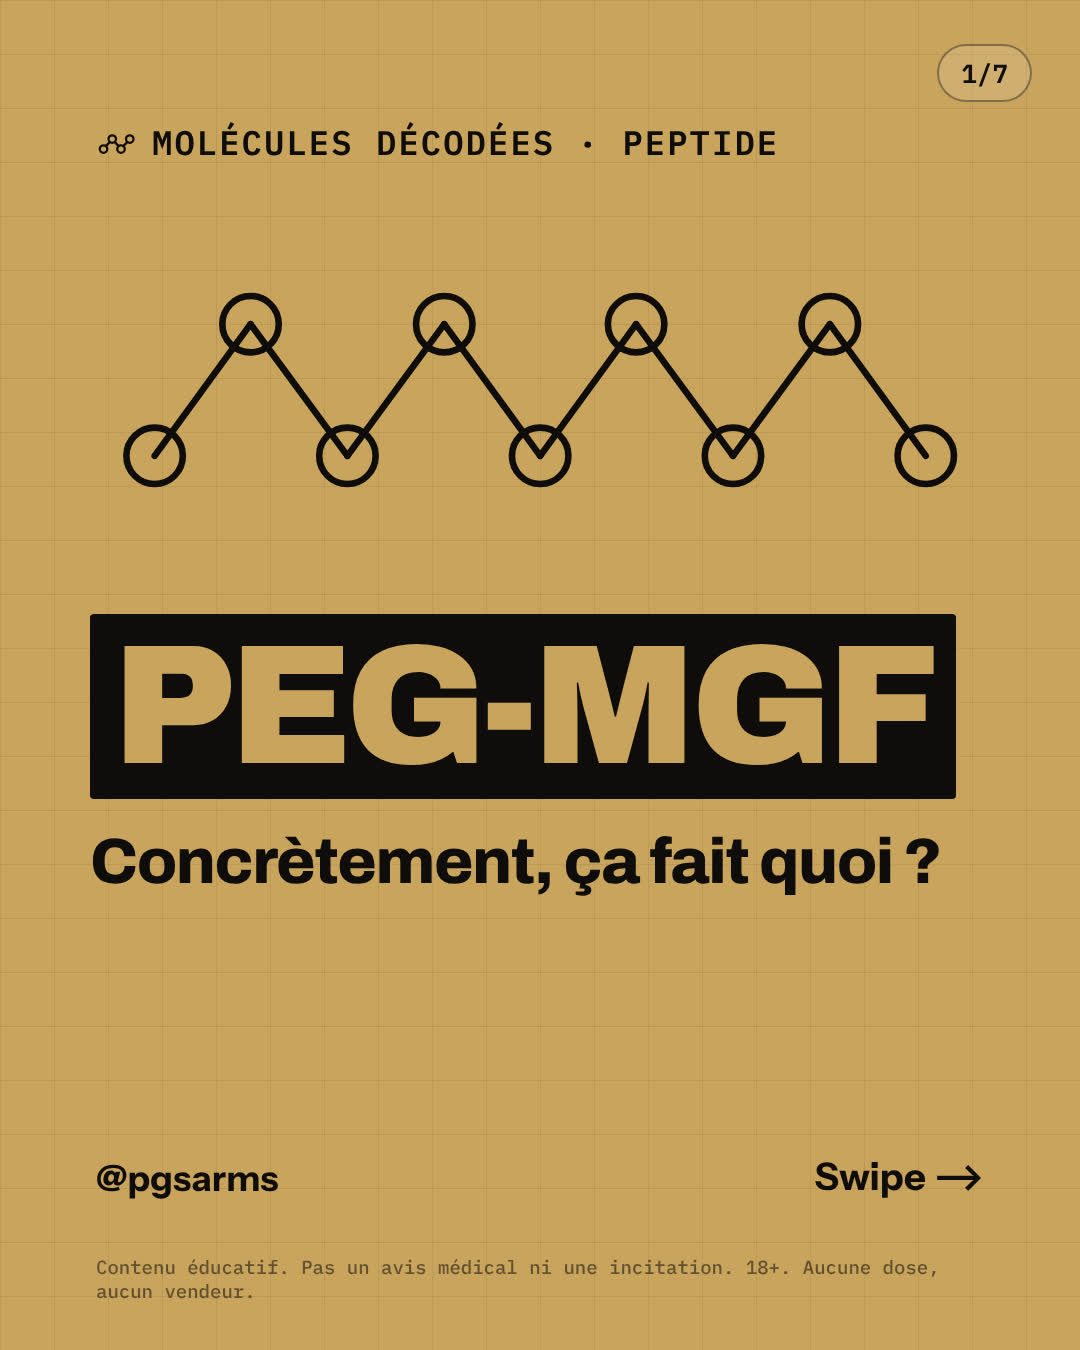 1/7
MOLÉCULES DÉCODÉES · PEPTIDE
PEG-MGF
Concrètement, ça fait quoi ?
@pgsarms
Swipe →
Contenu éducatif. Pas un avis médical ni une incitation. 18+. Aucune dose,
aucun vendeur.